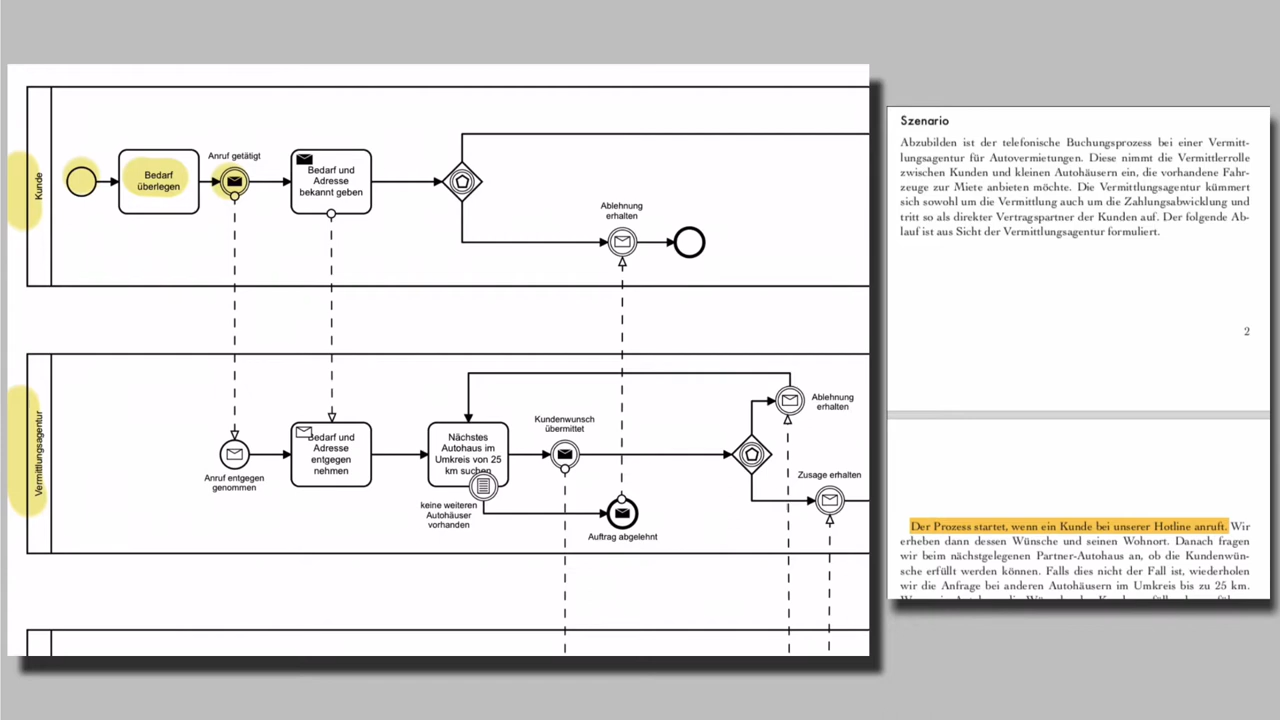 Kunde
Bedarf
überlegen
Anruf getätigt
Bedarf und
Adresse
bekannt geben
Ablehnung
erhalten
Vermittlungsagentur
Anruf entgegen
genommen
Bedarf und
Adresse
entgegen
nehmen
Nächstes
Autohaus im
Umkreis von 25
km suchen
keine weiteren
Autohäuser
vorhanden
Kundenwunsch
übermittet
Auftrag abgelehnt
Ablehnung
erhalten
Zusage erhalten
Szenario
Abzubilden ist der telefonische Buchungsprozess bei einer Vermitt-
lungsagentur für Autovermietungen. Diese nimmt die Vermittlerrolle
zwischen Kunden und kleinen Autohäusern ein, die vorhandene Fahr-
zeuge zur Miete anbieten möchte. Die Vermittlungsagentur kümmert
sich sowohl um die Vermittlung auch um die Zahlungsabwicklung und
tritt so als direkter Vertragspartner der Kunden auf. Der folgende Ab-
lauf ist aus Sicht der Vermittlungsagentur formuliert.
2
Der Prozess startet, wenn ein Kunde bei unserer Hotline anruft. Wir
erheben dann dessen Wünsche und seinen Wohnort. Danach fragen
wir beim nächstgelegenen Partner-Autohaus an, ob die Kundenwün-
sche erfüllt werden können. Falls dies nicht der Fall ist, wiederholen
wir die Anfrage bei anderen Autohäusern im Umkreis bis zu 25 km.